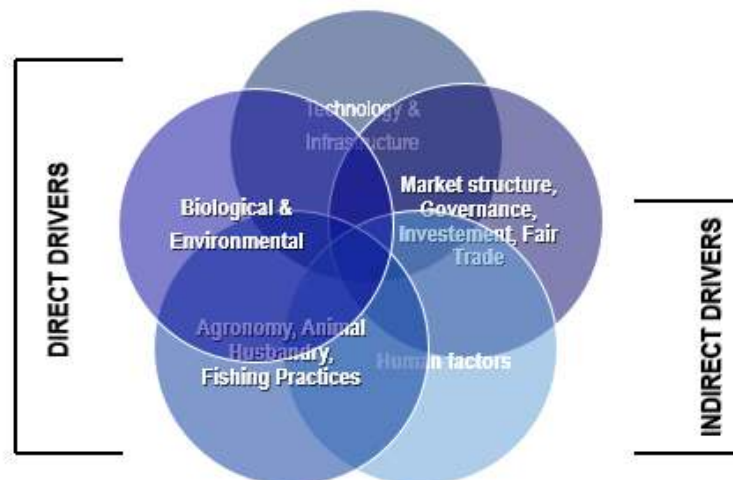 Technology &
Infrastructure
Market structure,
Governance,
Investement, Fair
Trade
Biological &
Environmental
Agronomy, Animal
Husbandry,
Fishing Practices
Human factors
DIRECT DRIVERS
INDIRECT DRIVERS